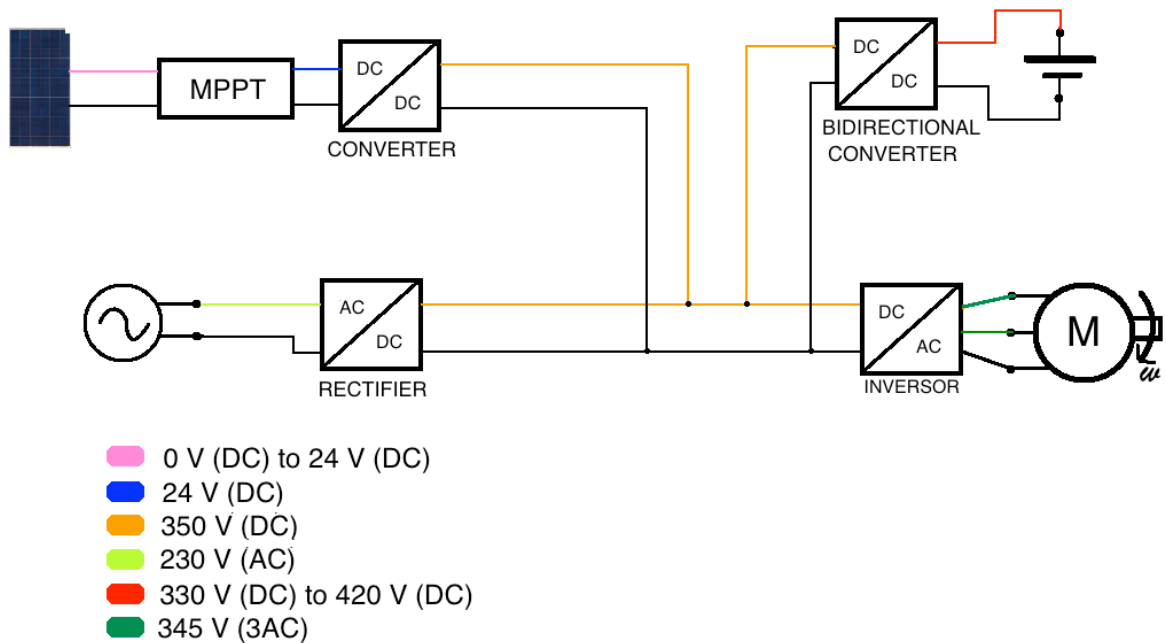 DC
DC
MPPT
DC
DC
CONVERTER
BIDIRECTIONAL
CONVERTER
AC
DC
RECTIFIER
DC
AC
INVERSOR
M
ω
0 V (DC) to 24 V (DC)
24 V (DC)
350 V (DC)
230 V (AC)
330 V (DC) to 420 V (DC)
345 V (3AC)